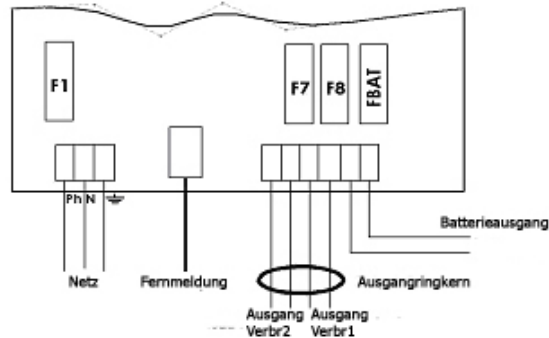 F1
F7
F8
FBAT
Ph N
Batterieausgang
Netz
Fernmeldung
Ausgangringkern
Ausgang
Verbr2
Ausgang
Verbr1